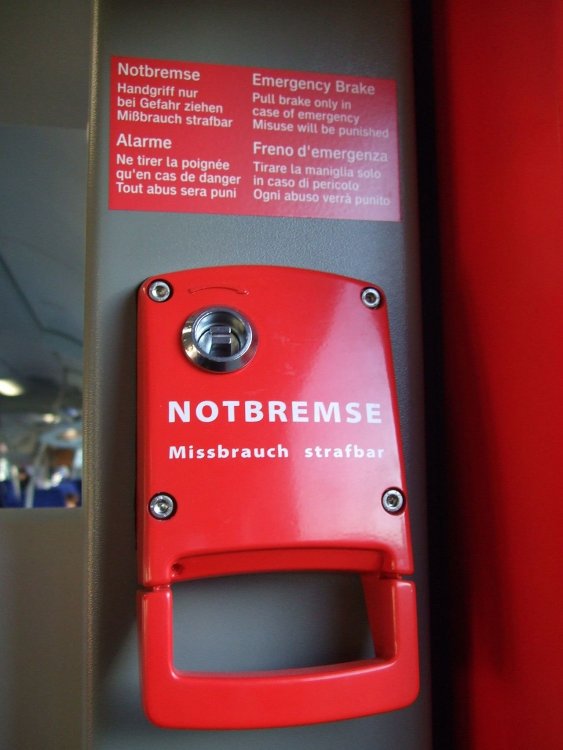 Notbremse
Handgriff nur
bei Gefahr ziehen
Mißbrauch strafbar
Emergency Brake
Pull brake only in
case of emergency
Misuse will be punished
Alarme
Ne tirer la poignée
qu'en cas de danger
Tout abus sera puni
Freno d'emergenza
Tirare la maniglia solo
in caso di pericolo
Ogni abuso verrà punito
NOTBREMSE
Missbrauch strafbar